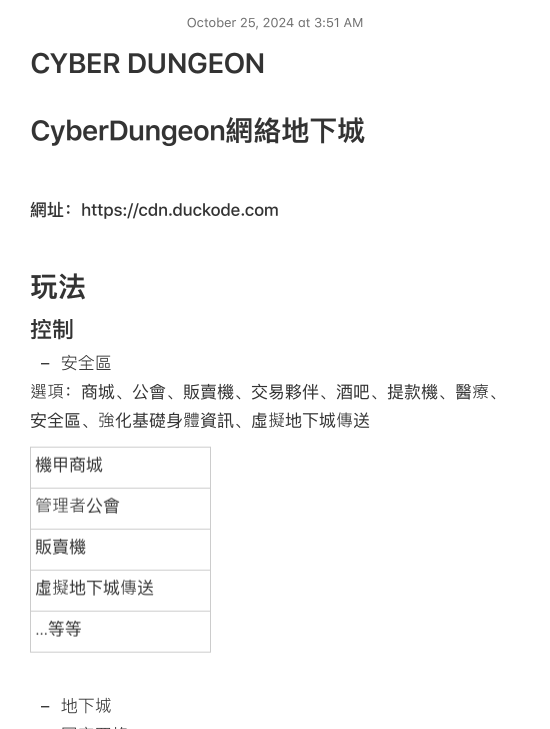 October 25, 2024 at 3:51 AM
CYBER DUNGEON
CyberDungeon網絡地下城
網址：https://cdn.duckode.com
玩法
控制
– 安全區
選項：商城、公會、販賣機、交易夥伴、酒吧、提款機、醫療、
安全區、強化基礎身體資訊、虛擬地下城傳送
機甲商城
管理者公會
販賣機
虛擬地下城傳送
...等等
– 地下城